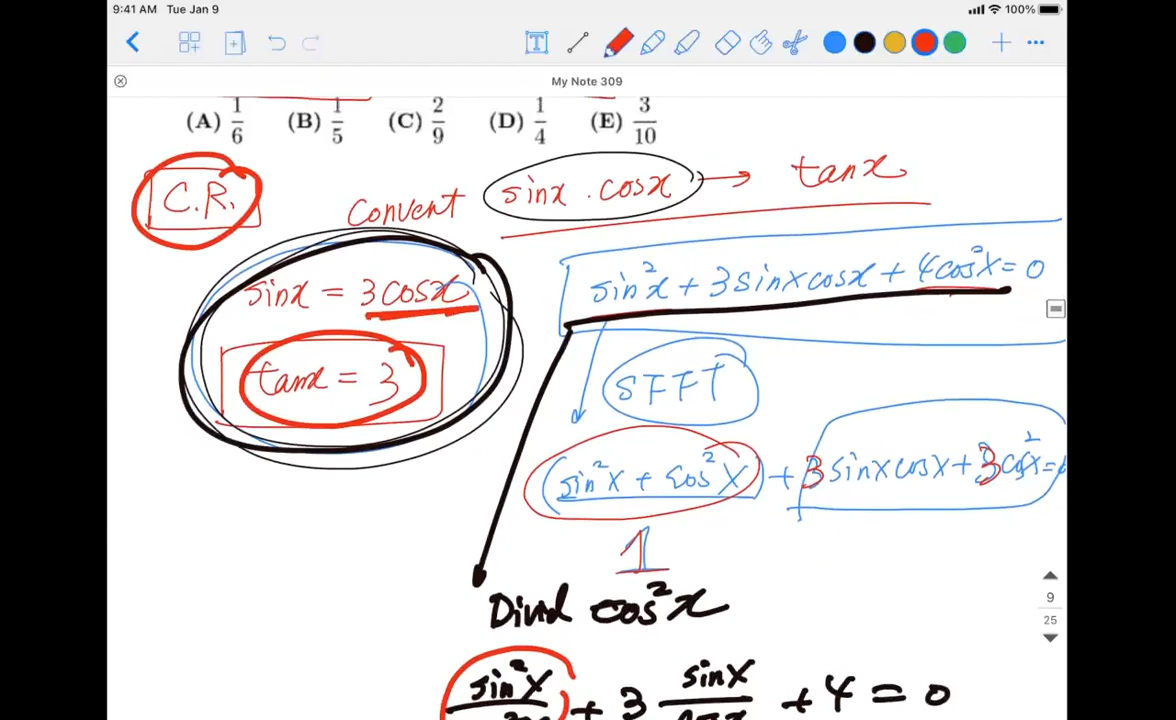 9:41 AM Tue Jan 9
100%
My Note 309
(A) 1/6 (B) 1/5 (C) 2/9 (D) 1/4 (E) 3/10
C.R.
Convent sinx . cosx → tanx
sinx = 3cosx
tanx = 3
sin²x + 3sinxcosx + 4cos²x = 0
SFFT
(sin²x + cos²x) + 3sinxcosx + 3cos²x =
1
Divid cos²x
sin²x + 3 sinx + 4 = 0
9
25